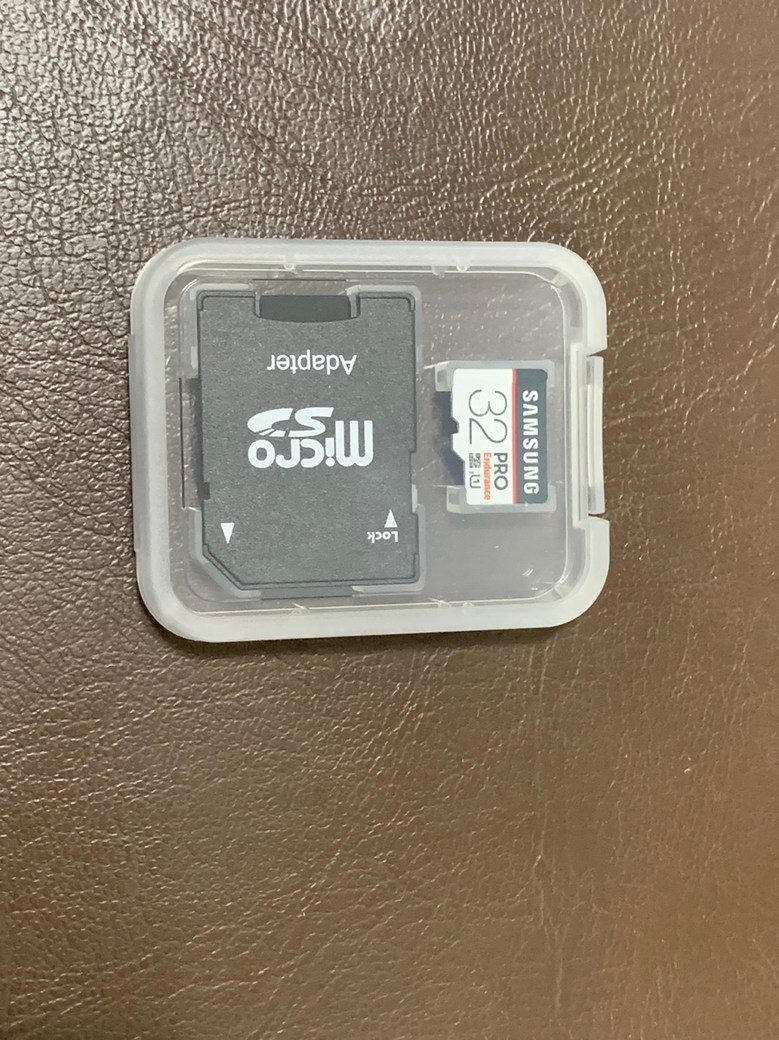 Adapter
Micro
SD
Lock
SAMSUNG
PRO
Endurance
32